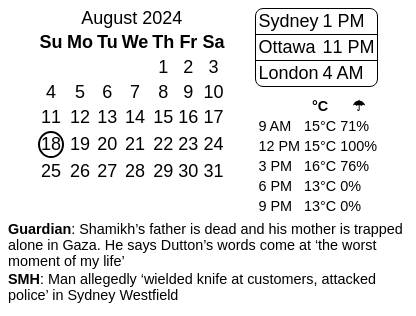 August 2024
Su Mo Tu We Th Fr Sa
1 2 3
4 5 6 7 8 9 10
11 12 13 14 15 16 17
18 19 20 21 22 23 24
25 26 27 28 29 30 31
Sydney 1 PM
Ottawa 11 PM
London 4 AM
°C ☂
9 AM 15°C 71%
12 PM 15°C 100%
3 PM 16°C 76%
6 PM 13°C 0%
9 PM 13°C 0%
Guardian: Shamikh’s father is dead and his mother is trapped
alone in Gaza. He says Dutton’s words come at ‘the worst
moment of my life’
SMH: Man allegedly ‘wielded knife at customers, attacked
police’ in Sydney Westfield